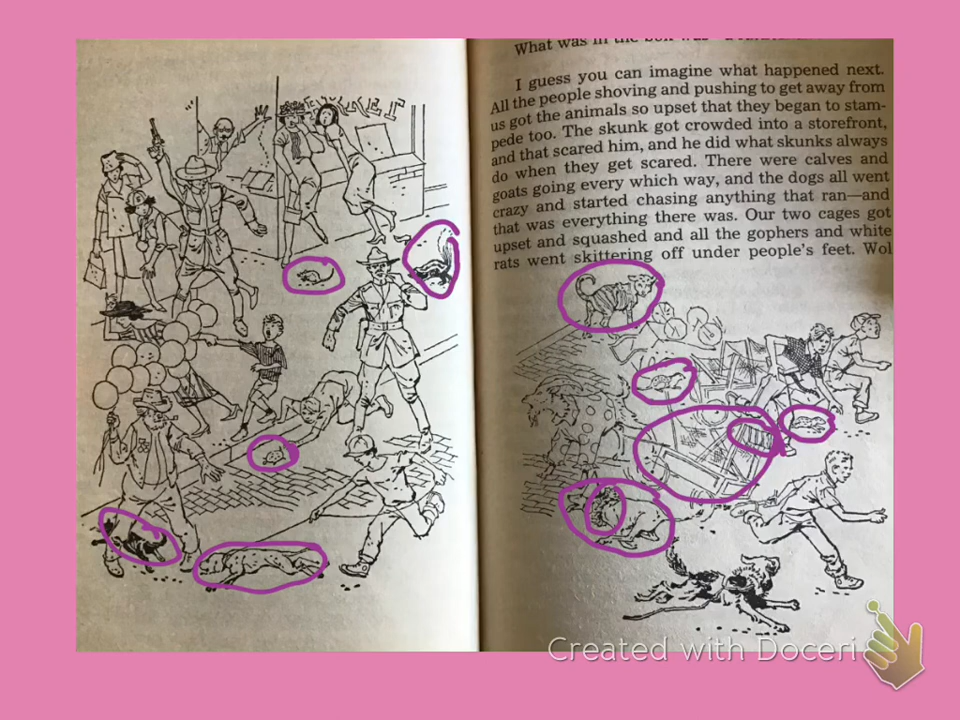 What was in the
I guess you can imagine what happened next.
All the people shoving and pushing to get away from
us got the animals so upset that they began to stam-
pede too. The skunk got crowded into a storefront,
and that scared him, and he did what skunks always
do when they get scared. There were calves and
goats going every which way, and the dogs all went
crazy and started chasing anything that ran—and
that was everything there was. Our two cages got
upset and squashed and all the gophers and white
rats went skittering off under people's feet. Wol
Created with Doceri